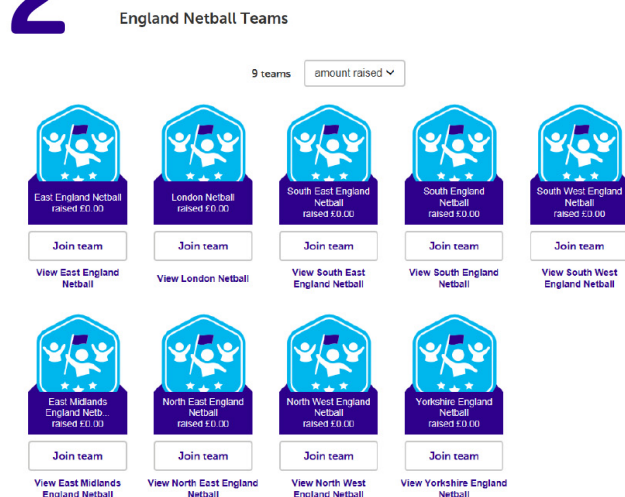 2
England Netball Teams
9 teams
amount raised
East England Netball
raised £0.00
London Netball
raised £0.00
South East England
Netball
raised £0.00
South England
Netball
raised £0.00
South West England
Netball
raised £0.00
Join team
Join team
Join team
Join team
Join team
View East England
Netball
View London Netball
View South East
England Netball
View South England
Netball
View South West
England Netball
East Midlands
England Netb...
raised £0.00
North East England
Netball
raised £0.00
North West England
Netball
raised £0.00
Yorkshire England
Netball
raised £0.00
Join team
Join team
Join team
Join team
View East Midlands
England Netball
View North East England
Netball
View North West
England Netball
View Yorkshire England
Netball